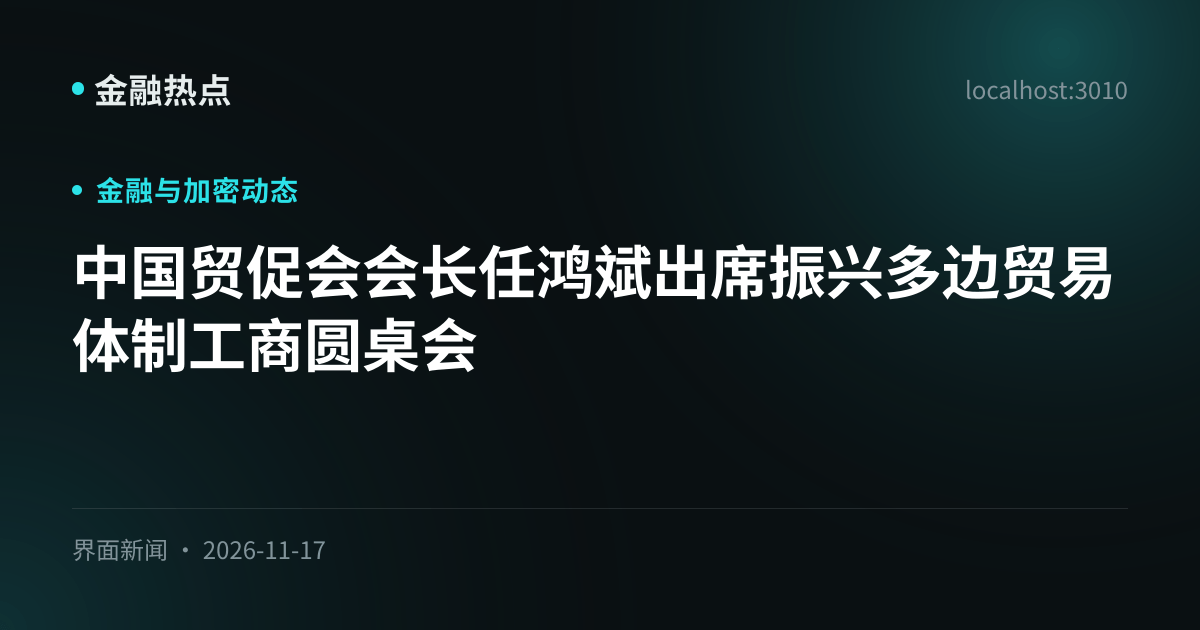 金融热点
localhost:3010
金融与加密动态
中国贸促会会长任鸿斌出席振兴多边贸易
体制工商圆桌会
界面新闻 • 2026-11-17